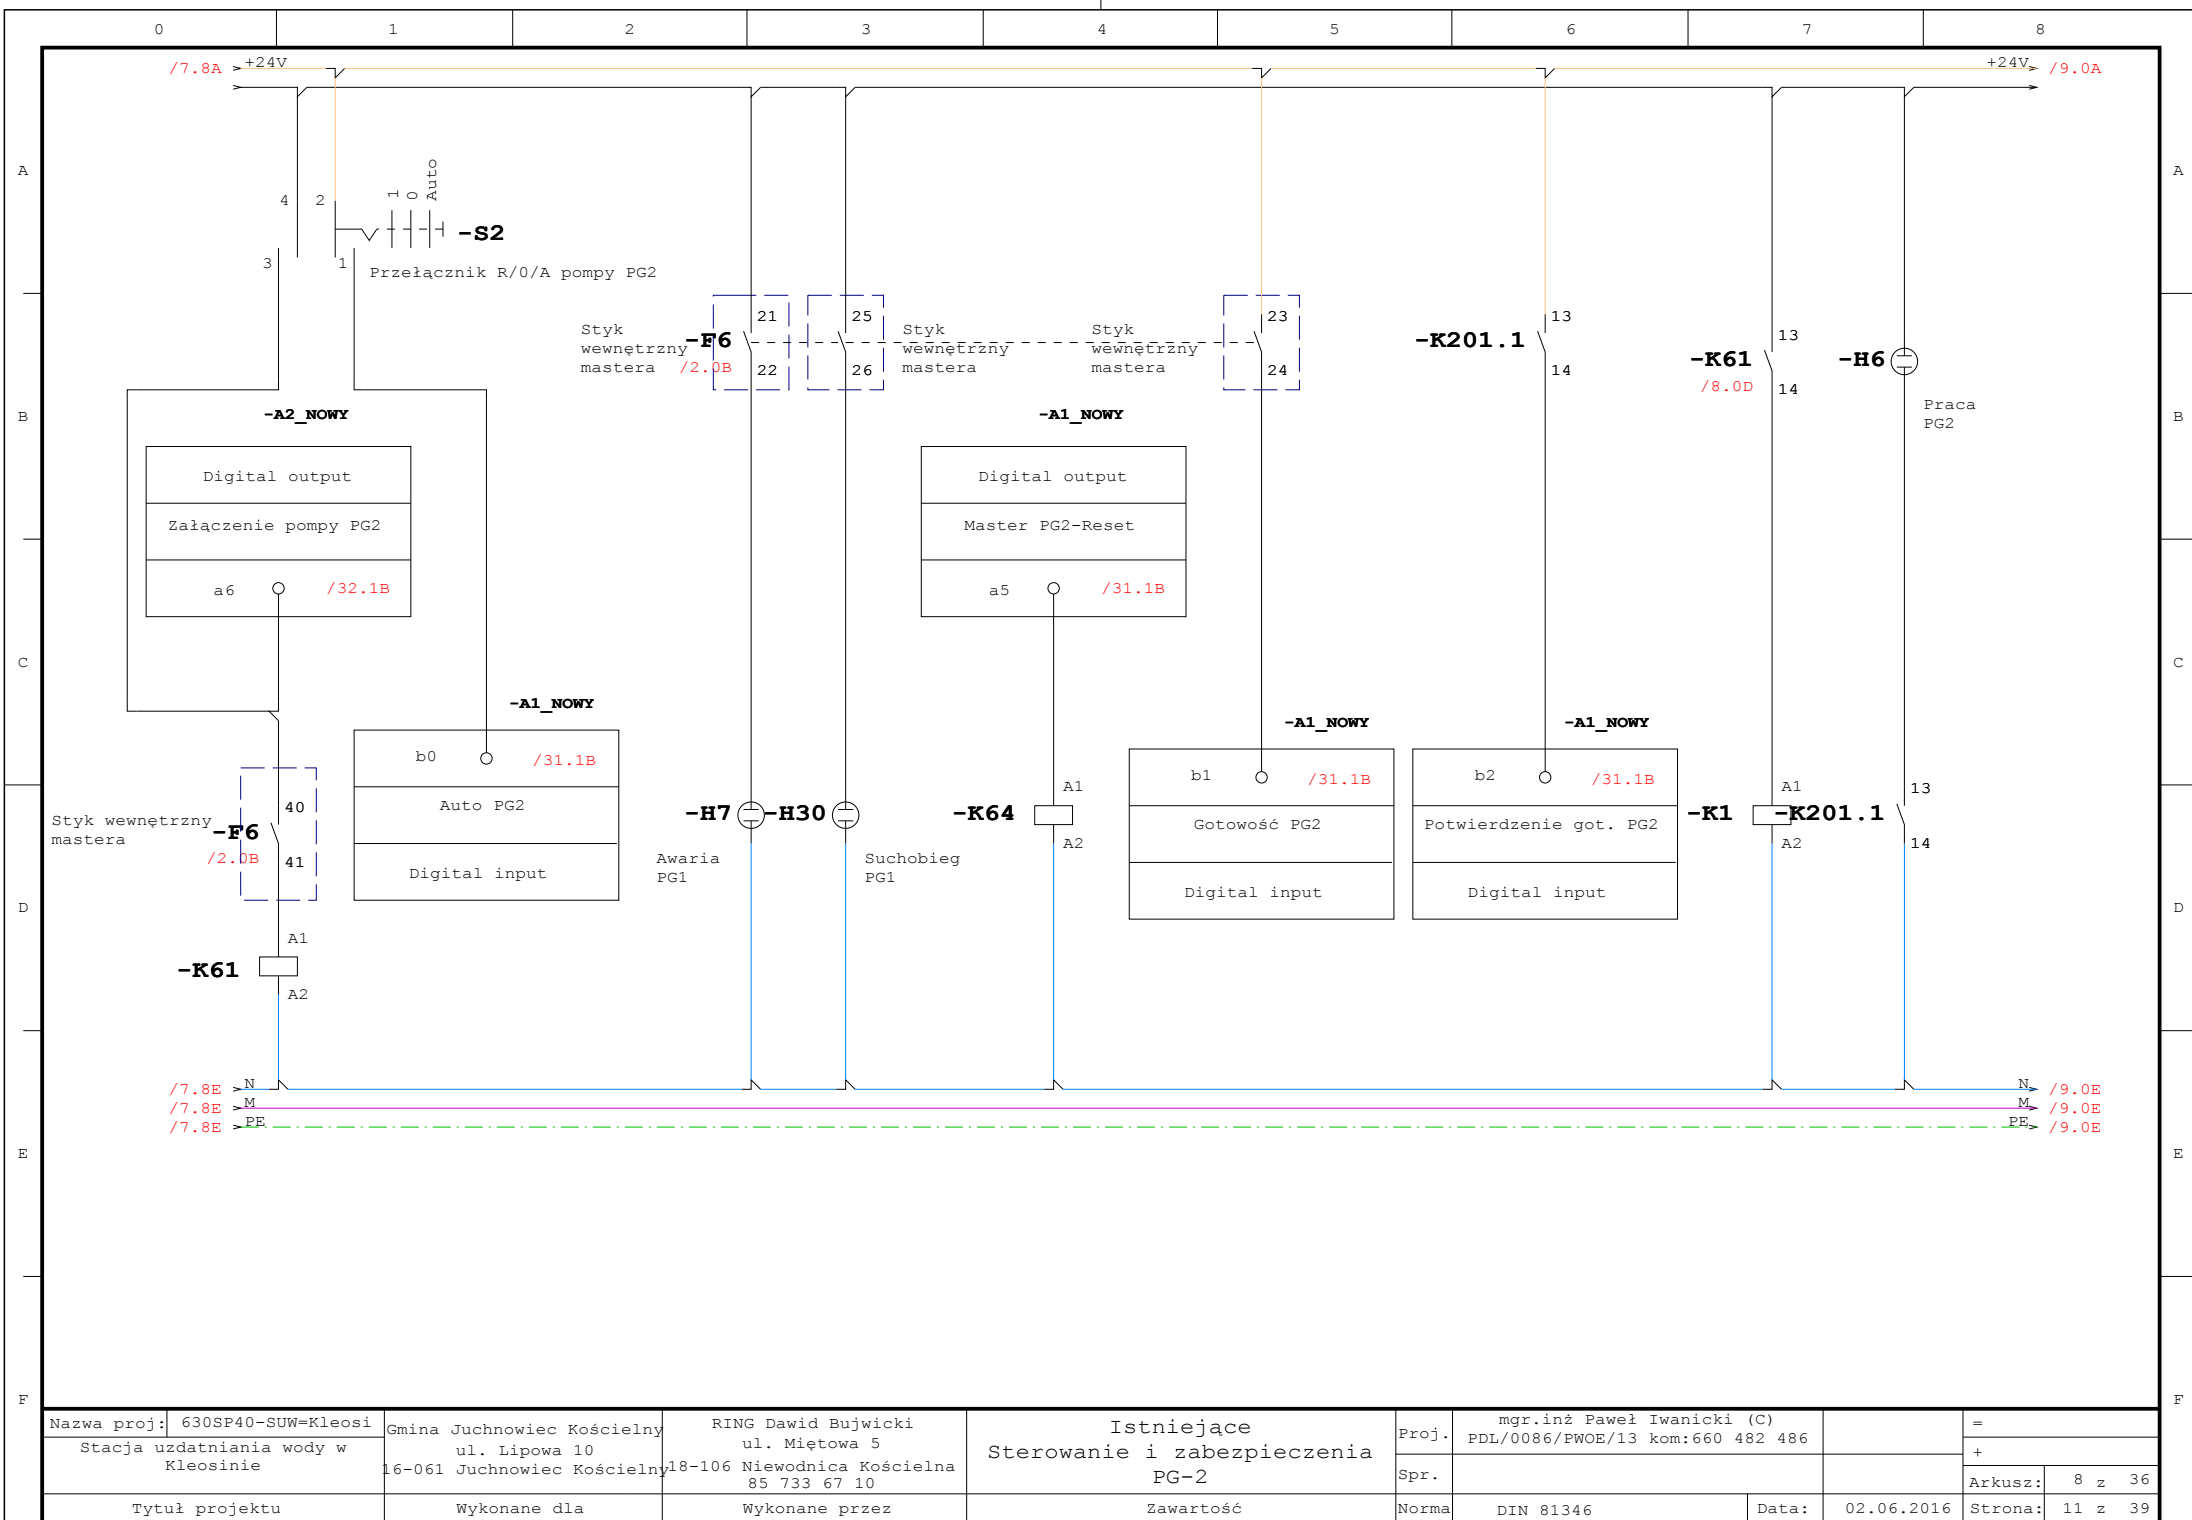 0 1 2 3 4 5 6 7 8
/7.8A +24V +24V /9.0A
A A
1 0 Auto
4 2
-S2
3 1
Przełącznik R/0/A pompy PG2
21 25 23 13
Styk
wewnętrzny
mastera
-F6
/2.0B
22 26
Styk
wewnętrzny
mastera
Styk
wewnętrzny
mastera
24
-K201.1
14
13
-K61
/8.0D
14
-H6
Praca
PG2
B B
-A2_NOWY
Digital output
Załączenie pompy PG2
a6 /32.1B
-A1_NOWY
Digital output
Master PG2-Reset
a5 /31.1B
C C
-A1_NOWY
b0 /31.1B
Auto PG2
Digital input
-A1_NOWY
b1 /31.1B
Gotowość PG2
Digital input
-A1_NOWY
b2 /31.1B
Potwierdzenie got. PG2
Digital input
Styk wewnętrzny
mastera
40
-F6
/2.0B
41
-H7
Awaria
PG1
-H30
Suchobieg
PG1
A1
-K64
A2
A1
-K1
A2
13
-K201.1
14
D D
A1
-K61
A2
/7.8E N N /9.0E
/7.8E M M /9.0E
/7.8E PE PE /9.0E
E E
F F
Nazwa proj: 630SP40-SUW=Kleosi
Stacja uzdatniania wody w
Kleosinie
Tytuł projektu
Gmina Juchnowiec Kościelny
ul. Lipowa 10
16-061 Juchnowiec Kościelny
Wykonane dla
RING Dawid Bujwicki
ul. Miętowa 5
18-106 Niewodnica Kościelna
85 733 67 10
Wykonane przez
Istniejące
Sterowanie i zabezpieczenia
PG-2
Zawartość
Proj. mgr.inż Paweł Iwanicki (C)
PDL/0086/PWOE/13 kom:660 482 486
Spr.
Norma DIN 81346 Data: 02.06.2016
=
+
Arkusz: 8 z 36
Strona: 11 z 39